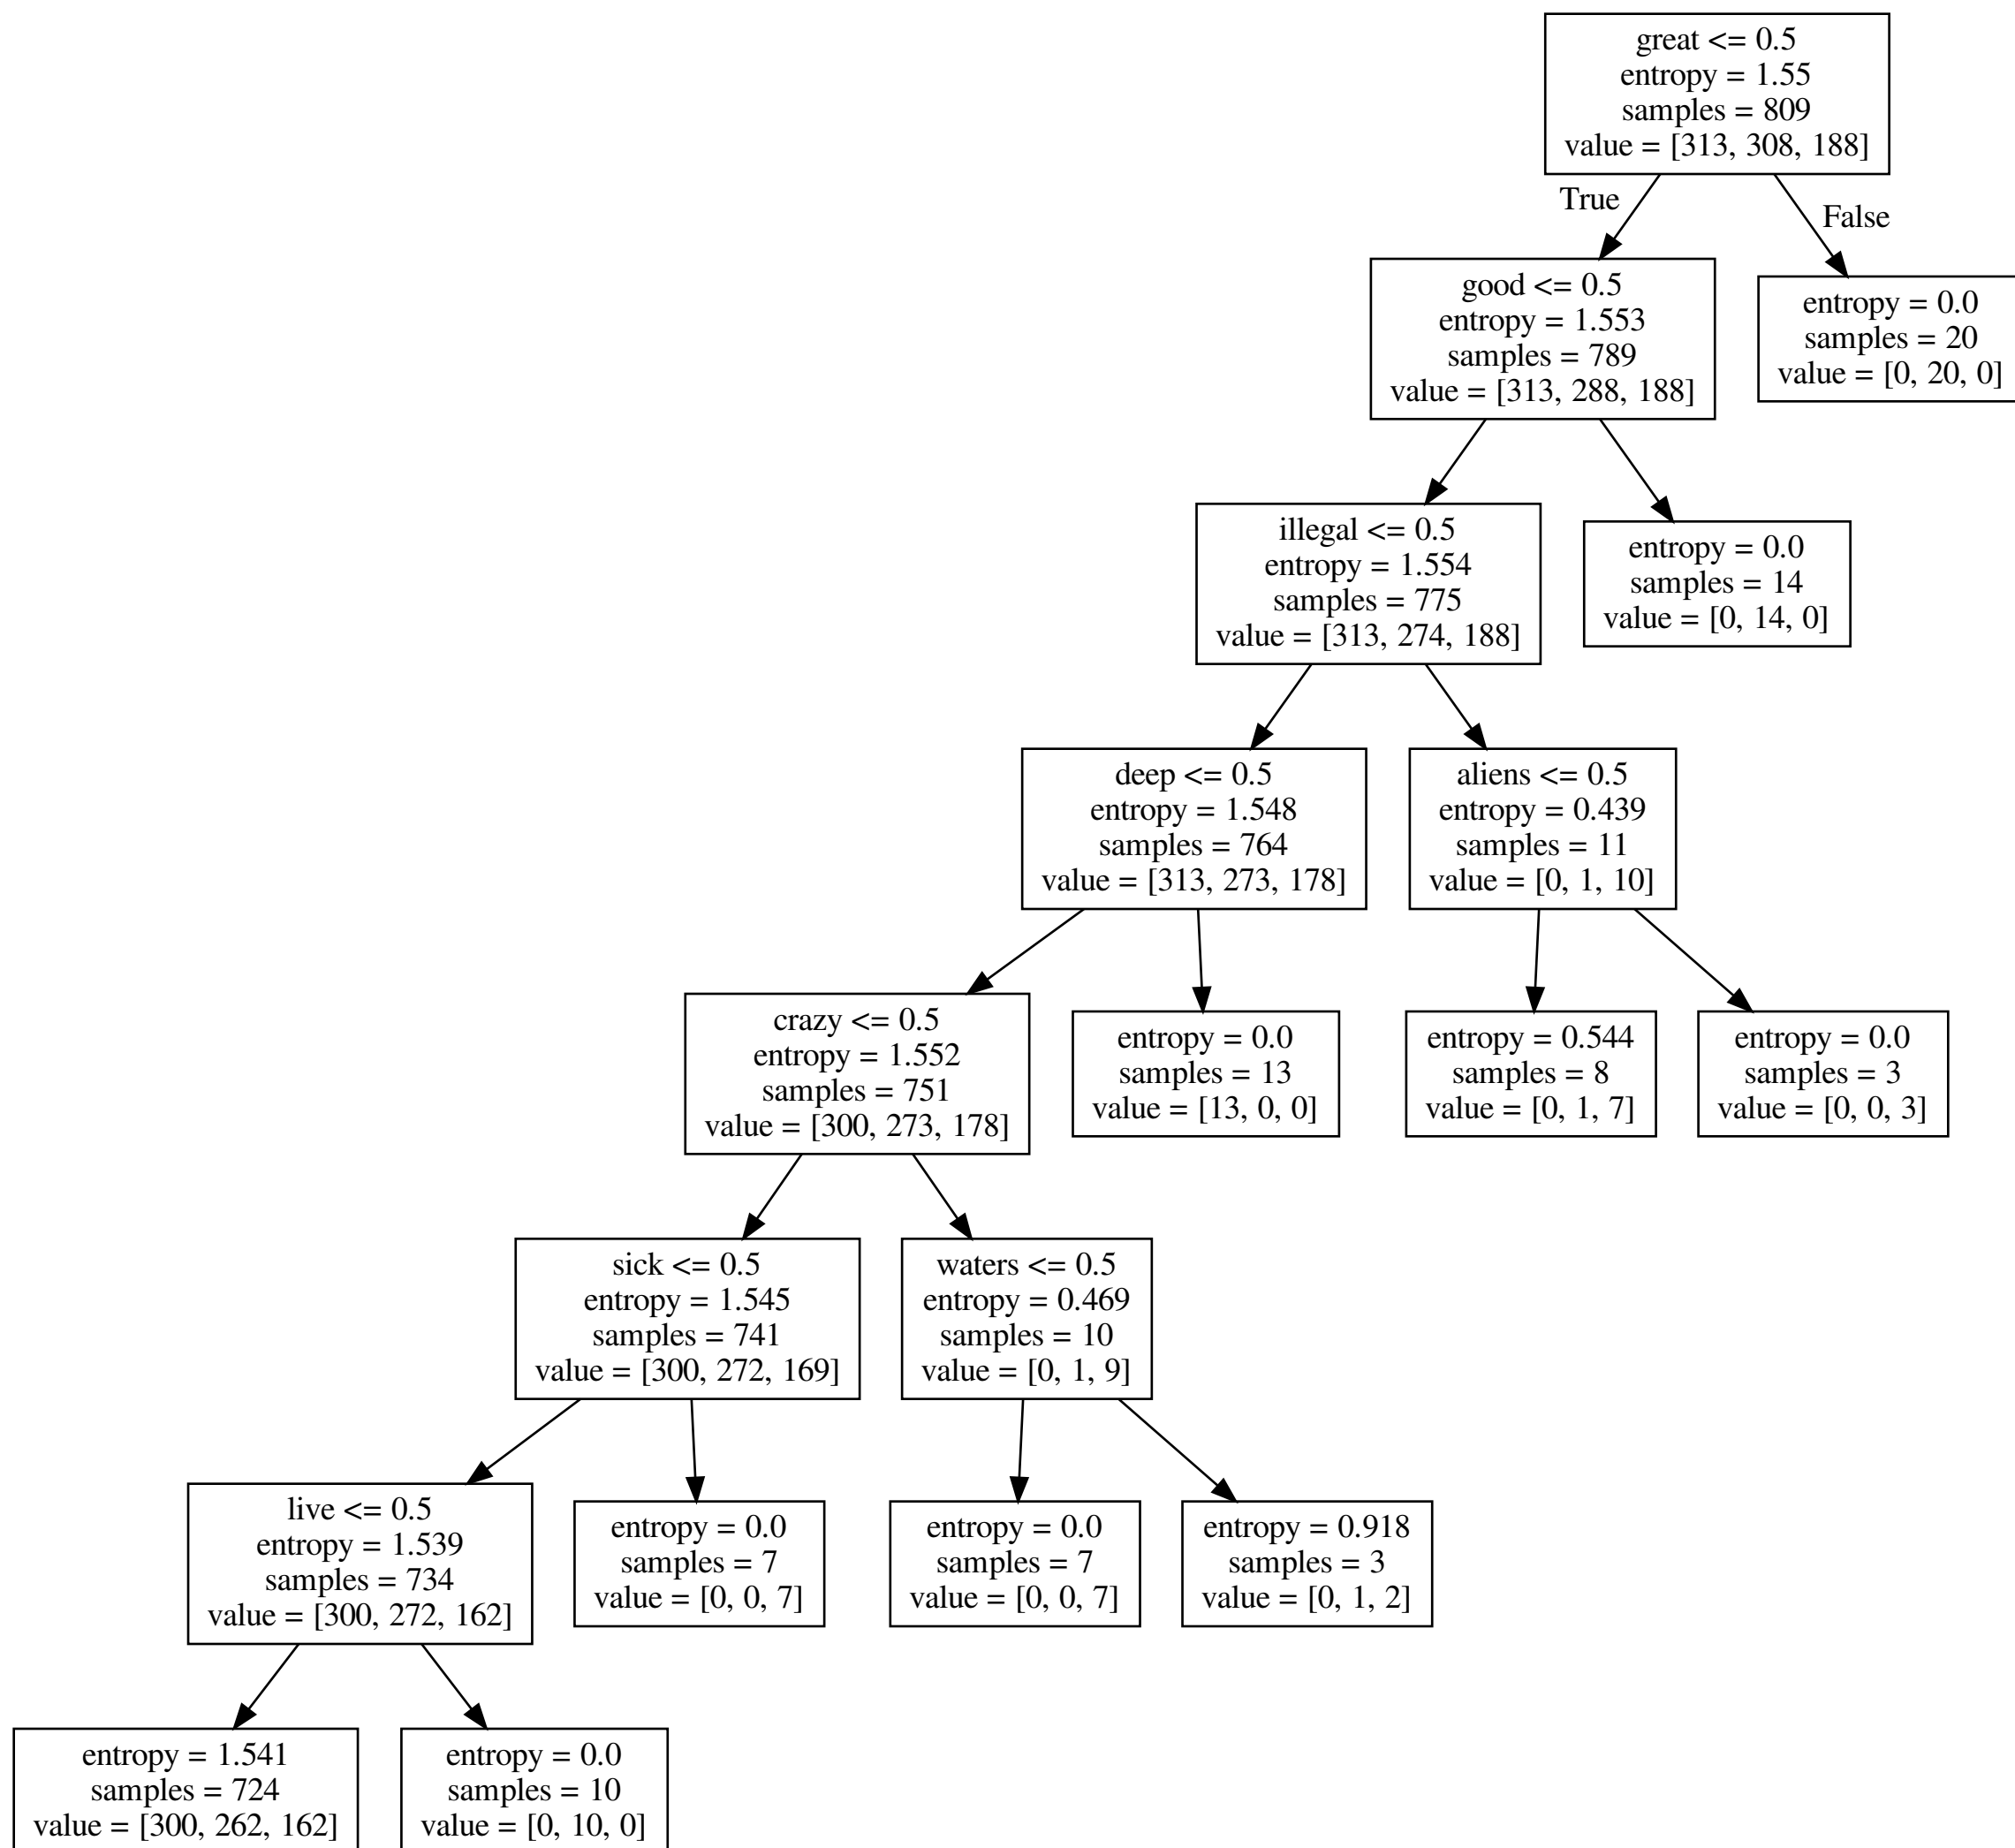 great <= 0.5
entropy = 1.55
samples = 809
value = [313, 308, 188]
True
False
good <= 0.5
entropy = 1.553
samples = 789
value = [313, 288, 188]
entropy = 0.0
samples = 20
value = [0, 20, 0]
illegal <= 0.5
entropy = 1.554
samples = 775
value = [313, 274, 188]
entropy = 0.0
samples = 14
value = [0, 14, 0]
deep <= 0.5
entropy = 1.548
samples = 764
value = [313, 273, 178]
aliens <= 0.5
entropy = 0.439
samples = 11
value = [0, 1, 10]
crazy <= 0.5
entropy = 1.552
samples = 751
value = [300, 273, 178]
entropy = 0.0
samples = 13
value = [13, 0, 0]
entropy = 0.544
samples = 8
value = [0, 1, 7]
entropy = 0.0
samples = 3
value = [0, 0, 3]
sick <= 0.5
entropy = 1.545
samples = 741
value = [300, 272, 169]
waters <= 0.5
entropy = 0.469
samples = 10
value = [0, 1, 9]
live <= 0.5
entropy = 1.539
samples = 734
value = [300, 272, 162]
entropy = 0.0
samples = 7
value = [0, 0, 7]
entropy = 0.0
samples = 7
value = [0, 0, 7]
entropy = 0.918
samples = 3
value = [0, 1, 2]
entropy = 1.541
samples = 724
value = [300, 262, 162]
entropy = 0.0
samples = 10
value = [0, 10, 0]